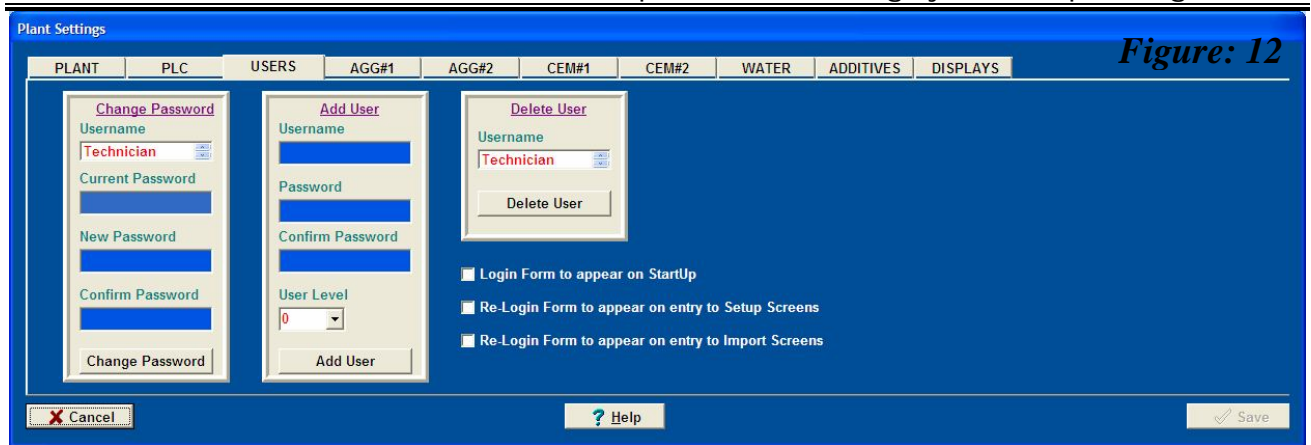 Plant Settings
Figure: 12
PLANT PLC USERS AGG#1 AGG#2 CEM#1 CEM#2 WATER ADDITIVES DISPLAYS
Change Password
Username
Technician
Current Password
New Password
Confirm Password
Change Password
Add User
Username
Password
Confirm Password
User Level
0
Add User
Delete User
Username
Technician
Delete User
Login Form to appear on StartUp
Re-Login Form to appear on entry to Setup Screens
Re-Login Form to appear on entry to Import Screens
Cancel
? Help
Save